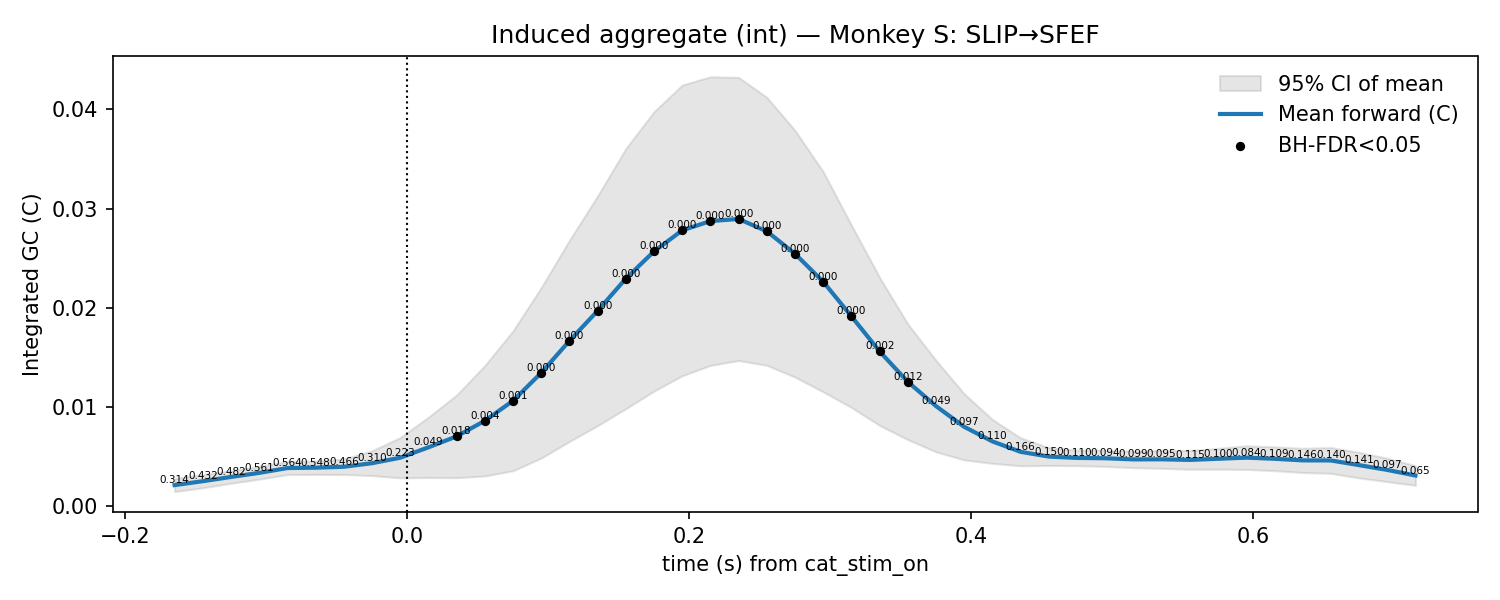 Induced aggregate (int) — Monkey S: SLIP→SFEF
95% CI of mean
Mean forward (C)
BH-FDR<0.05
Integrated GC (C)
0.04
0.03
0.02
0.01
0.00
0.314 0.432 0.482 0.561 0.564 0.548 0.466 0.310 0.223 0.049 0.018 0.004 0.001 0.000 0.000 0.000 0.000 0.000 0.000 0.000 0.000 0.000 0.000 0.000 0.000 0.002 0.012 0.049 0.097 0.110 0.166 0.150 0.110 0.094 0.099 0.095 0.115 0.100 0.084 0.109 0.146 0.140 0.141 0.097 0.065
−0.2 0.0 0.2 0.4 0.6
time (s) from cat_stim_on